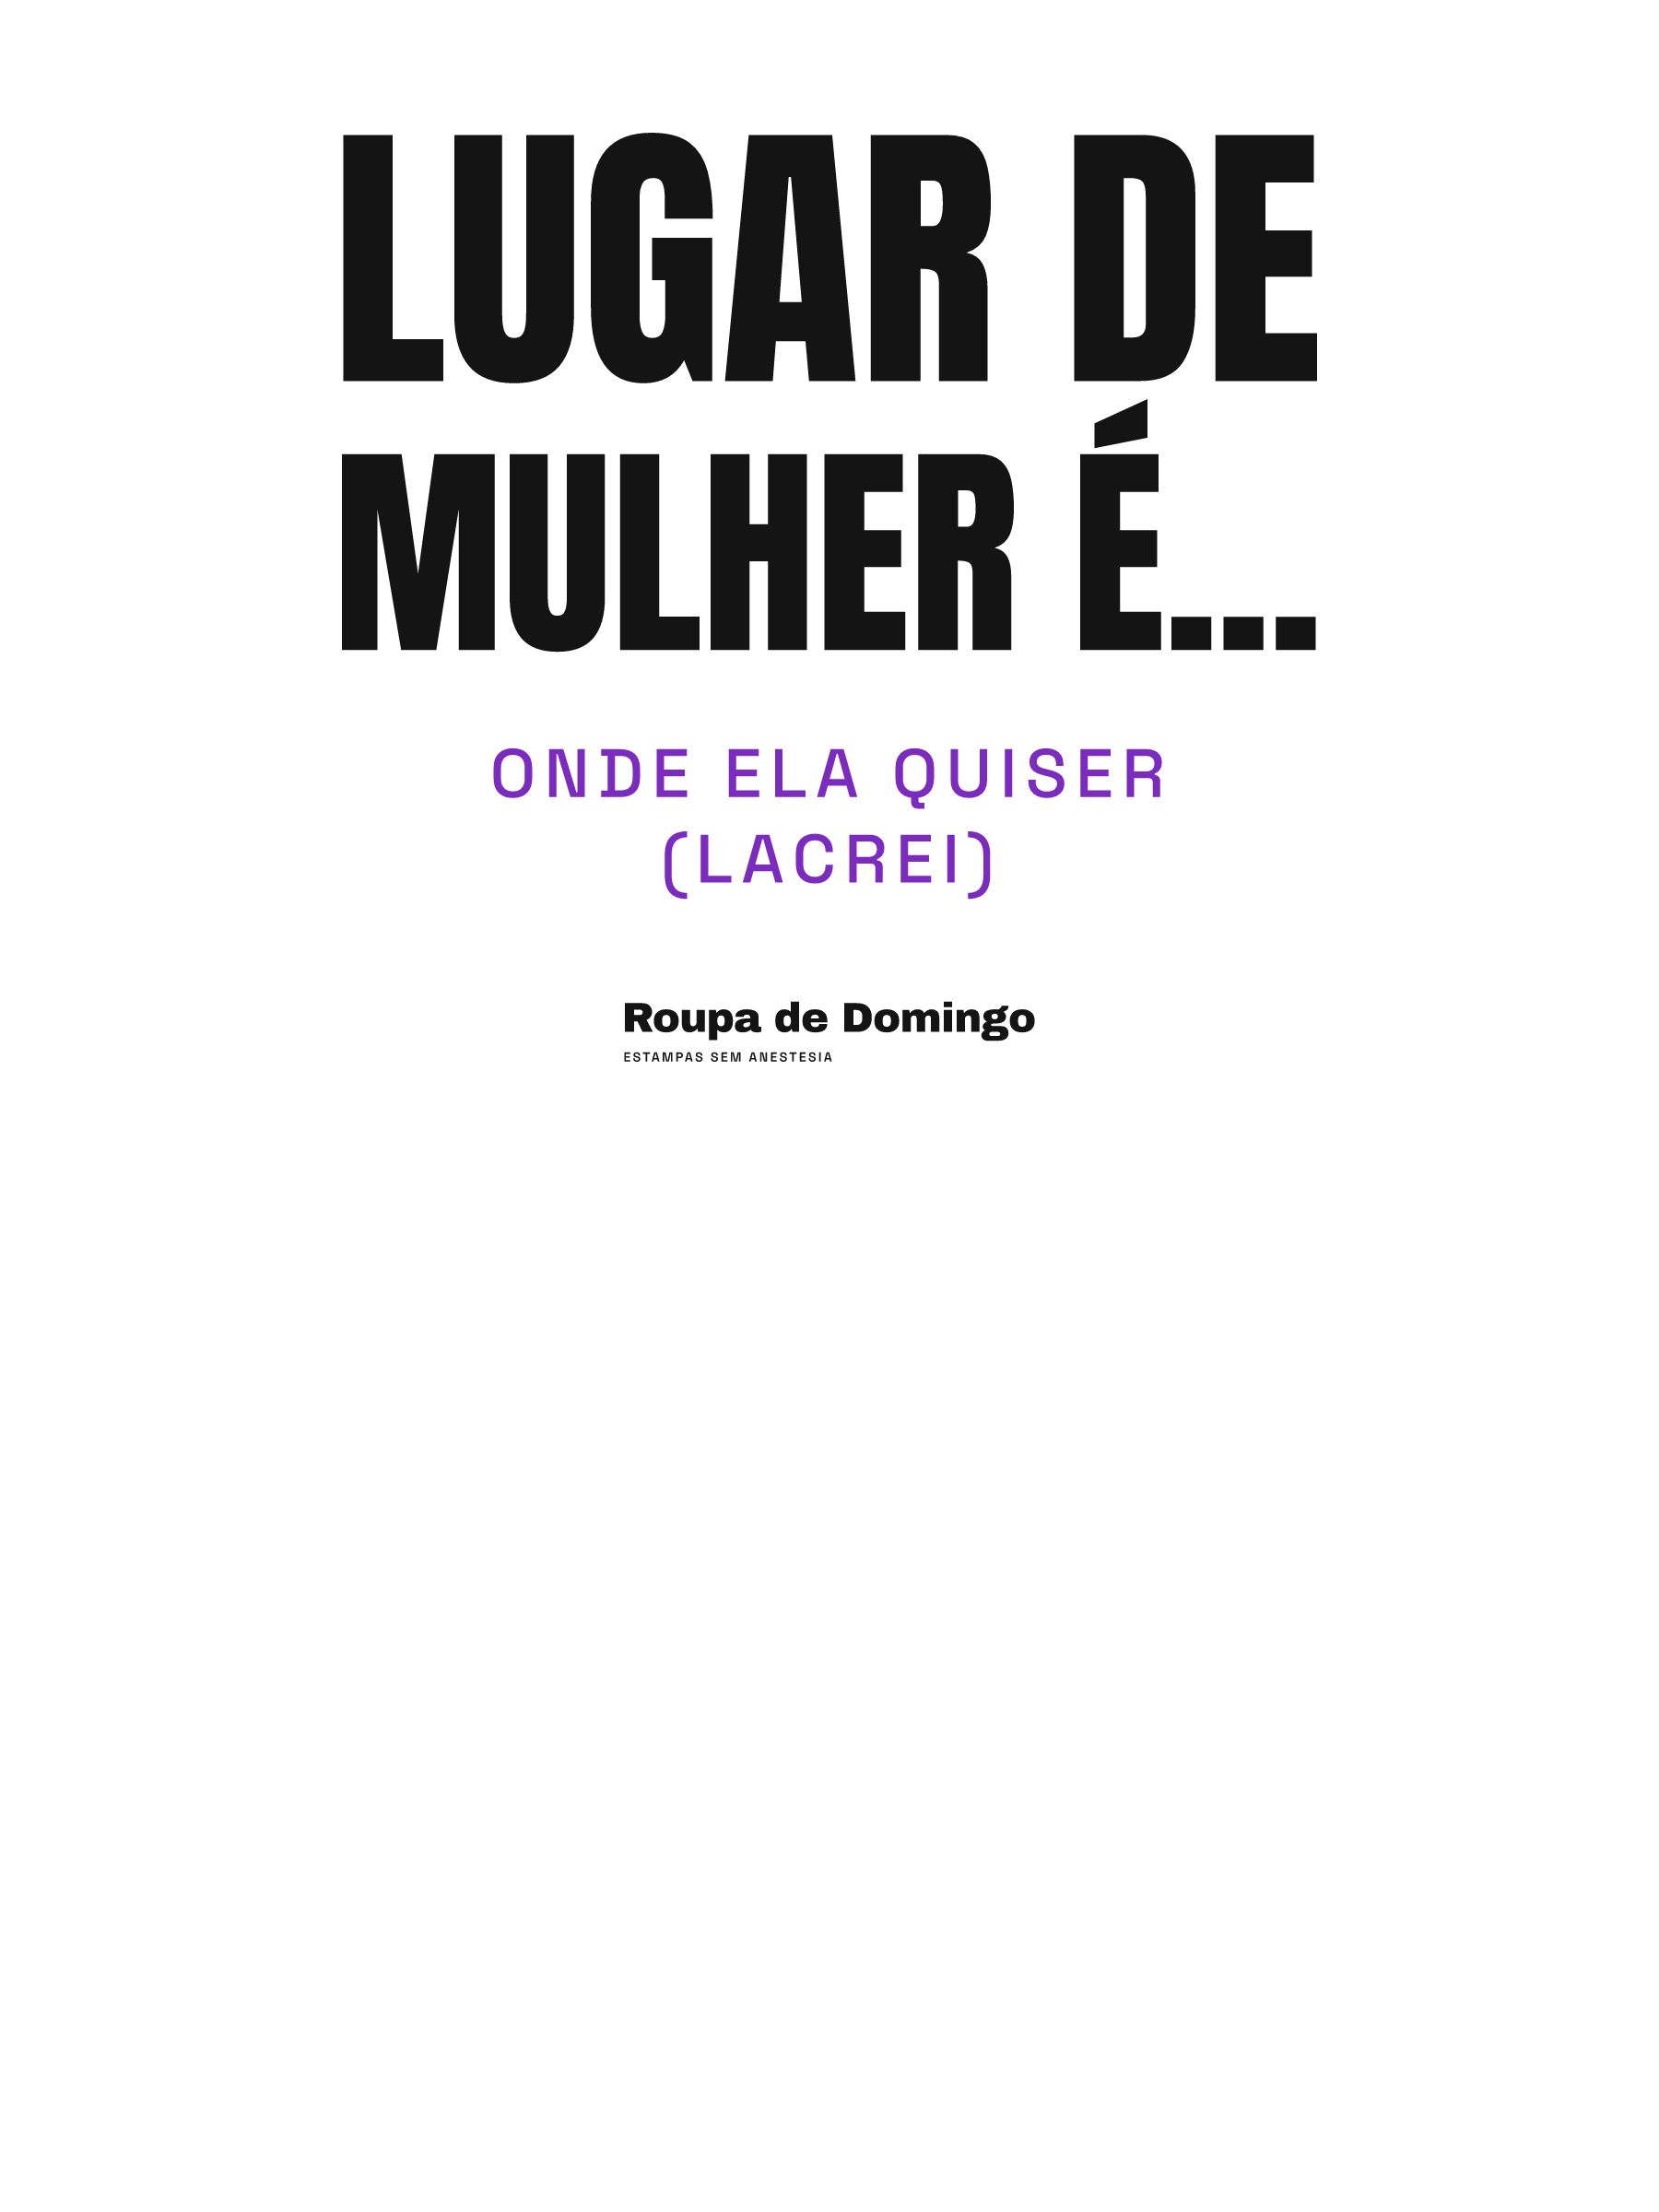 LUGAR DE
MULHER É...
ONDE ELA QUISER
(LACREI)
Roupa de Domingo
ESTAMPAS SEM ANESTESIA